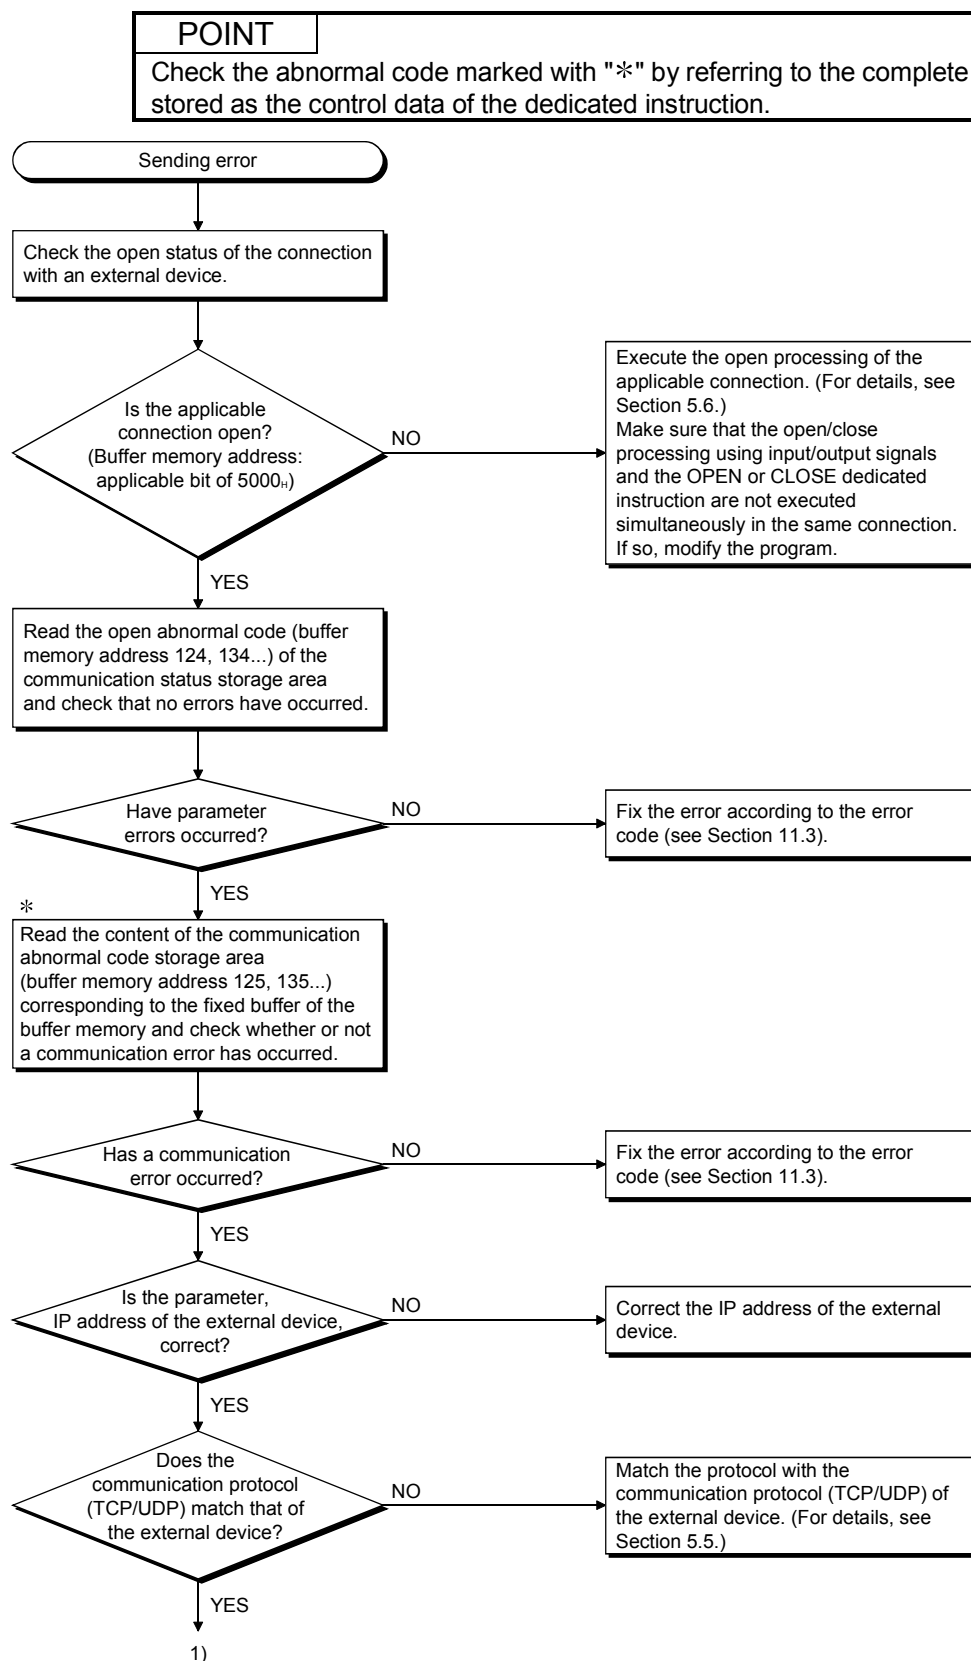 POINT
Check the abnormal code marked with "*" by referring to the complete
stored as the control data of the dedicated instruction.
Sending error
Check the open status of the connection
with an external device.
Is the applicable
connection open?
(Buffer memory address:
applicable bit of 5000H)
NO
Execute the open processing of the
applicable connection. (For details, see
Section 5.6.)
Make sure that the open/close
processing using input/output signals
and the OPEN or CLOSE dedicated
instruction are not executed
simultaneously in the same connection.
If so, modify the program.
YES
Read the open abnormal code (buffer
memory address 124, 134...) of the
communication status storage area
and check that no errors have occurred.
Have parameter
errors occurred?
NO
Fix the error according to the error
code (see Section 11.3).
YES
*
Read the content of the communication
abnormal code storage area
(buffer memory address 125, 135...)
corresponding to the fixed buffer of the
buffer memory and check whether or not
a communication error has occurred.
Has a communication
error occurred?
NO
Fix the error according to the error
code (see Section 11.3).
YES
Is the parameter,
IP address of the external device,
correct?
NO
Correct the IP address of the external
device.
YES
Does the
communication protocol
(TCP/UDP) match that of
the external device?
NO
Match the protocol with the
communication protocol (TCP/UDP) of
the external device. (For details, see
Section 5.5.)
YES
1)